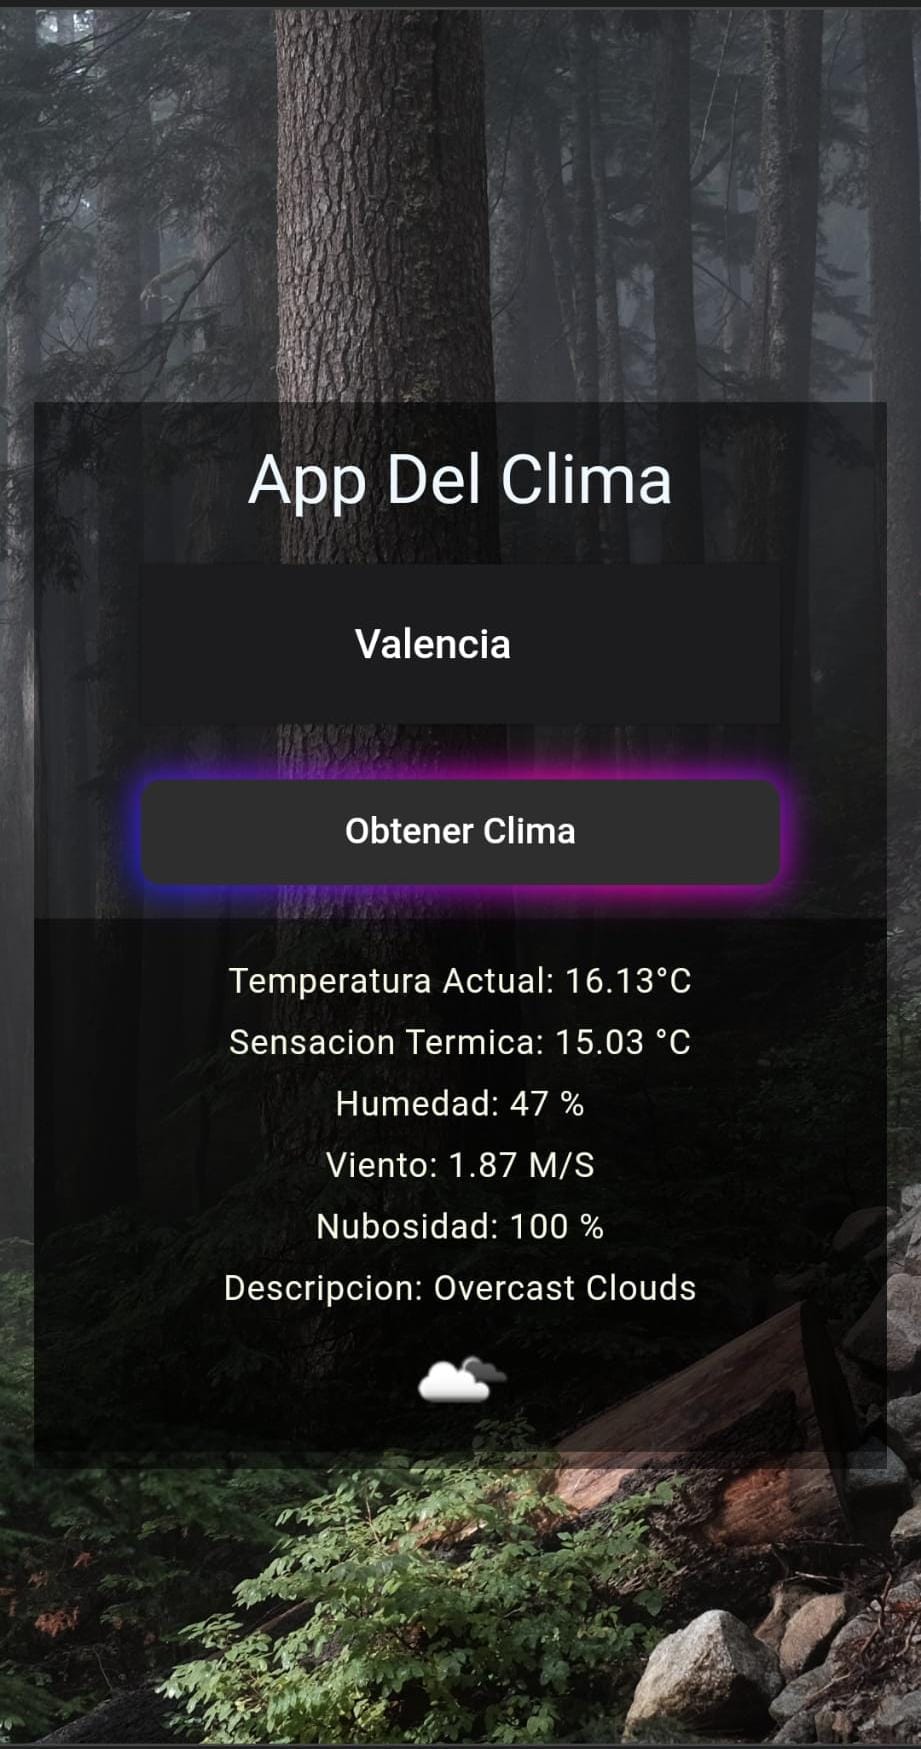 App Del Clima
Valencia
Obtener Clima
Temperatura Actual: 16.13°C
Sensacion Termica: 15.03 °C
Humedad: 47 %
Viento: 1.87 M/S
Nubosidad: 100 %
Descripcion: Overcast Clouds